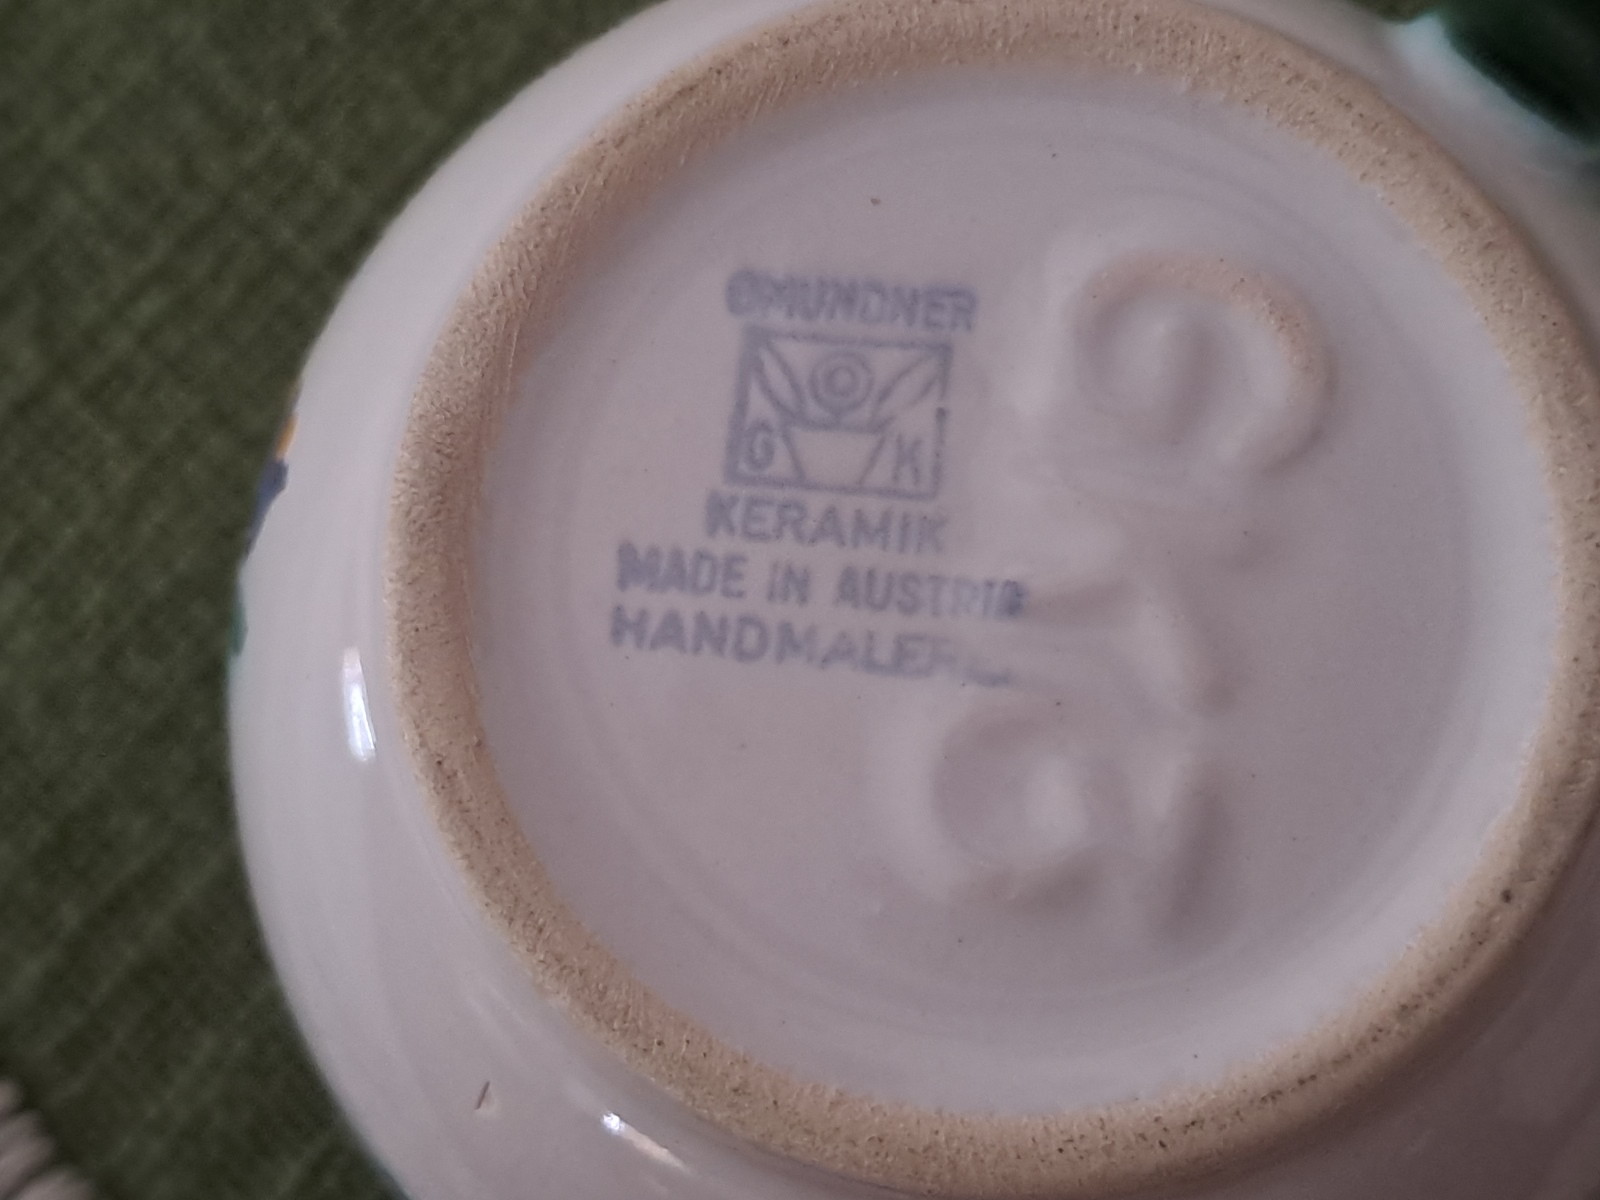 GMUNDNER
G K
KERAMIK
MADE IN AUSTRIA
HANDMALEREI